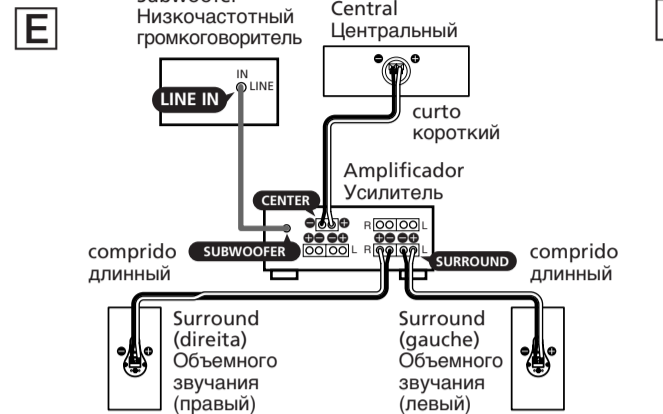 E
Subwoofer
Низкочастотный
громкоговоритель
IN
LINE
LINE IN
Central
Центральный
curto
короткий
Amplificador
Усилитель
CENTER
R L
SUBWOOFER
L R L
SURROUND
comprido
длинный
comprido
длинный
Surround
(direita)
Объемного
звучания
(правый)
Surround
(gauche)
Объемного
звучания
(левый)